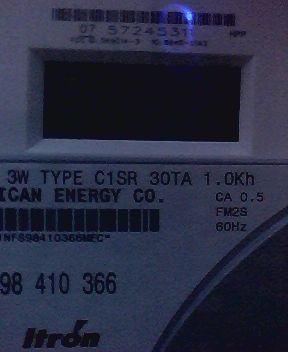 07 5724531
3W TYPE C1SR 30TA 1.0Kh
ICAN ENERGY CO.
CA 0.5
FM2S
60Hz
98 410 366
Itron